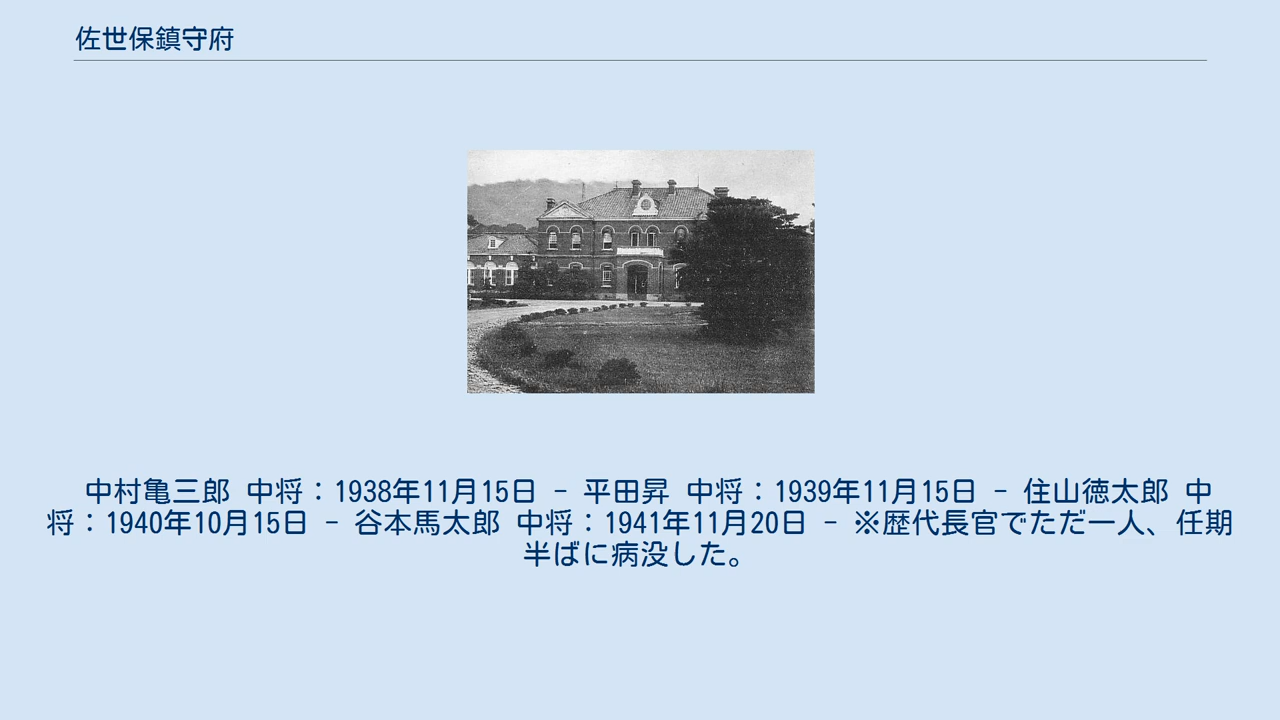 佐世保鎮守府
中村亀三郎 中将：1938年11月15日 – 平田昇 中将：1939年11月15日 – 住山徳太郎 中
将：1940年10月15日 – 谷本馬太郎 中将：1941年11月20日 – ※歴代長官でただ一人、任期
半ばに病没した。